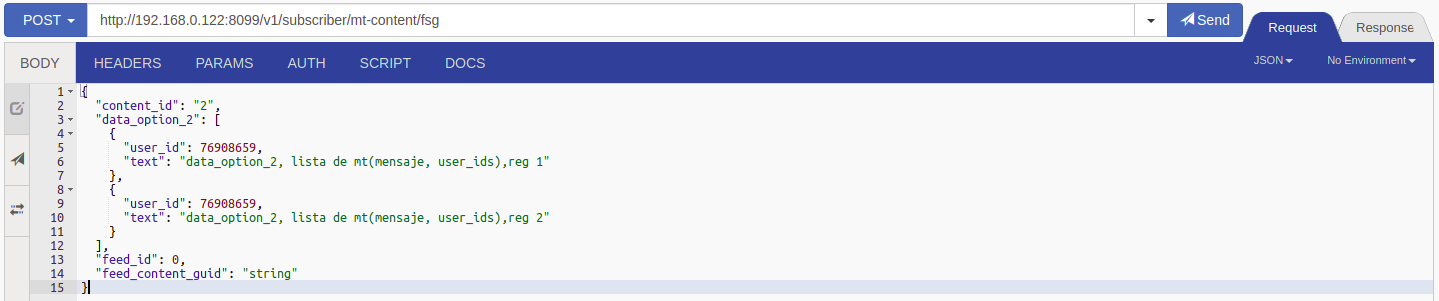 POST http://192.168.0.122:8099/v1/subscriber/mt-content/fsg Send Request Response
BODY HEADERS PARAMS AUTH SCRIPT DOCS JSON No Environment
1 {
2 "content_id": "2",
3 "data_option_2": [
4 {
5 "user_id": 76908659,
6 "text": "data_option_2, lista de mt(mensaje, user_ids),reg 1"
7 },
8 {
9 "user_id": 76908659,
10 "text": "data_option_2, lista de mt(mensaje, user_ids),reg 2"
11 }
12 ],
13 "feed_id": 0,
14 "feed_content_guid": "string"
15 }